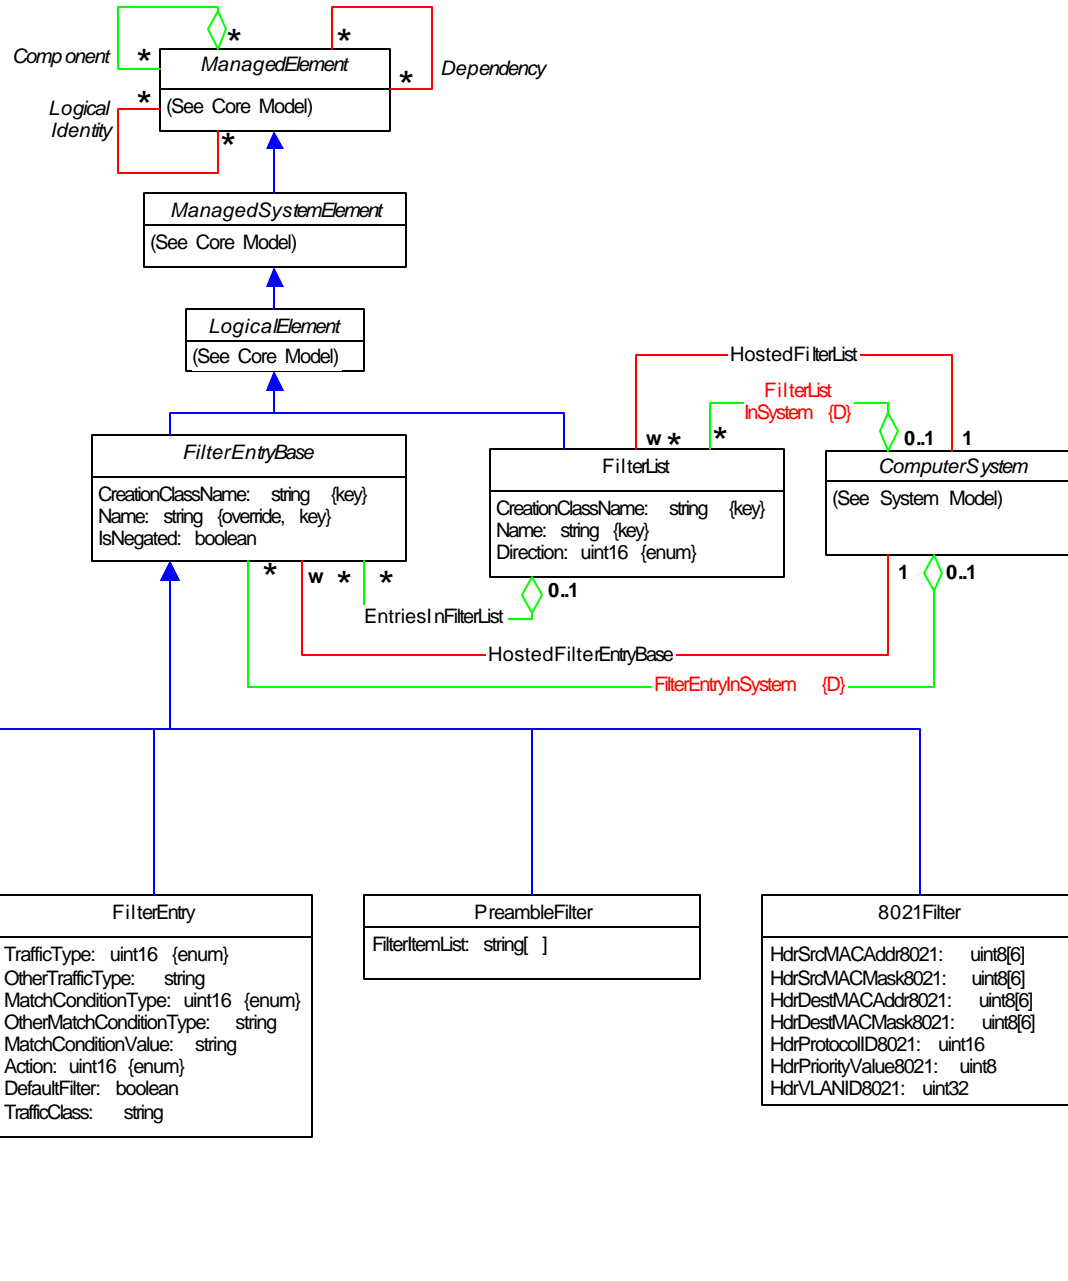 *
*
Component
*
ManagedElement
*
Dependency
*
Logical
Identity
(See Core Model)
*
ManagedSystemElement
(See Core Model)
LogicalElement
(See Core Model)
HostedFilterList
FilterList
InSystem {D}
w *
*
0..1
1
FilterEntryBase
CreationClassName: string {key}
Name: string {override, key}
IsNegated: boolean
FilterList
CreationClassName: string {key}
Name: string {key}
Direction: uint16 {enum}
ComputerSystem
(See System Model)
*
w *
*
0..1
1
0..1
EntriesInFilterList
HostedFilterEntryBase
FilterEntryInSystem {D}
FilterEntry
TrafficType: uint16 {enum}
OtherTrafficType: string
MatchConditionType: uint16 {enum}
OtherMatchConditionType: string
MatchConditionValue: string
Action: uint16 {enum}
DefaultFilter: boolean
TrafficClass: string
PreambleFilter
FilterItemList: string[ ]
8021Filter
HdrSrcMACAddr8021: uint8[6]
HdrSrcMACMask8021: uint8[6]
HdrDestMACAddr8021: uint8[6]
HdrDestMACMask8021: uint8[6]
HdrProtocolID8021: uint16
HdrPriorityValue8021: uint8
HdrVLANID8021: uint32